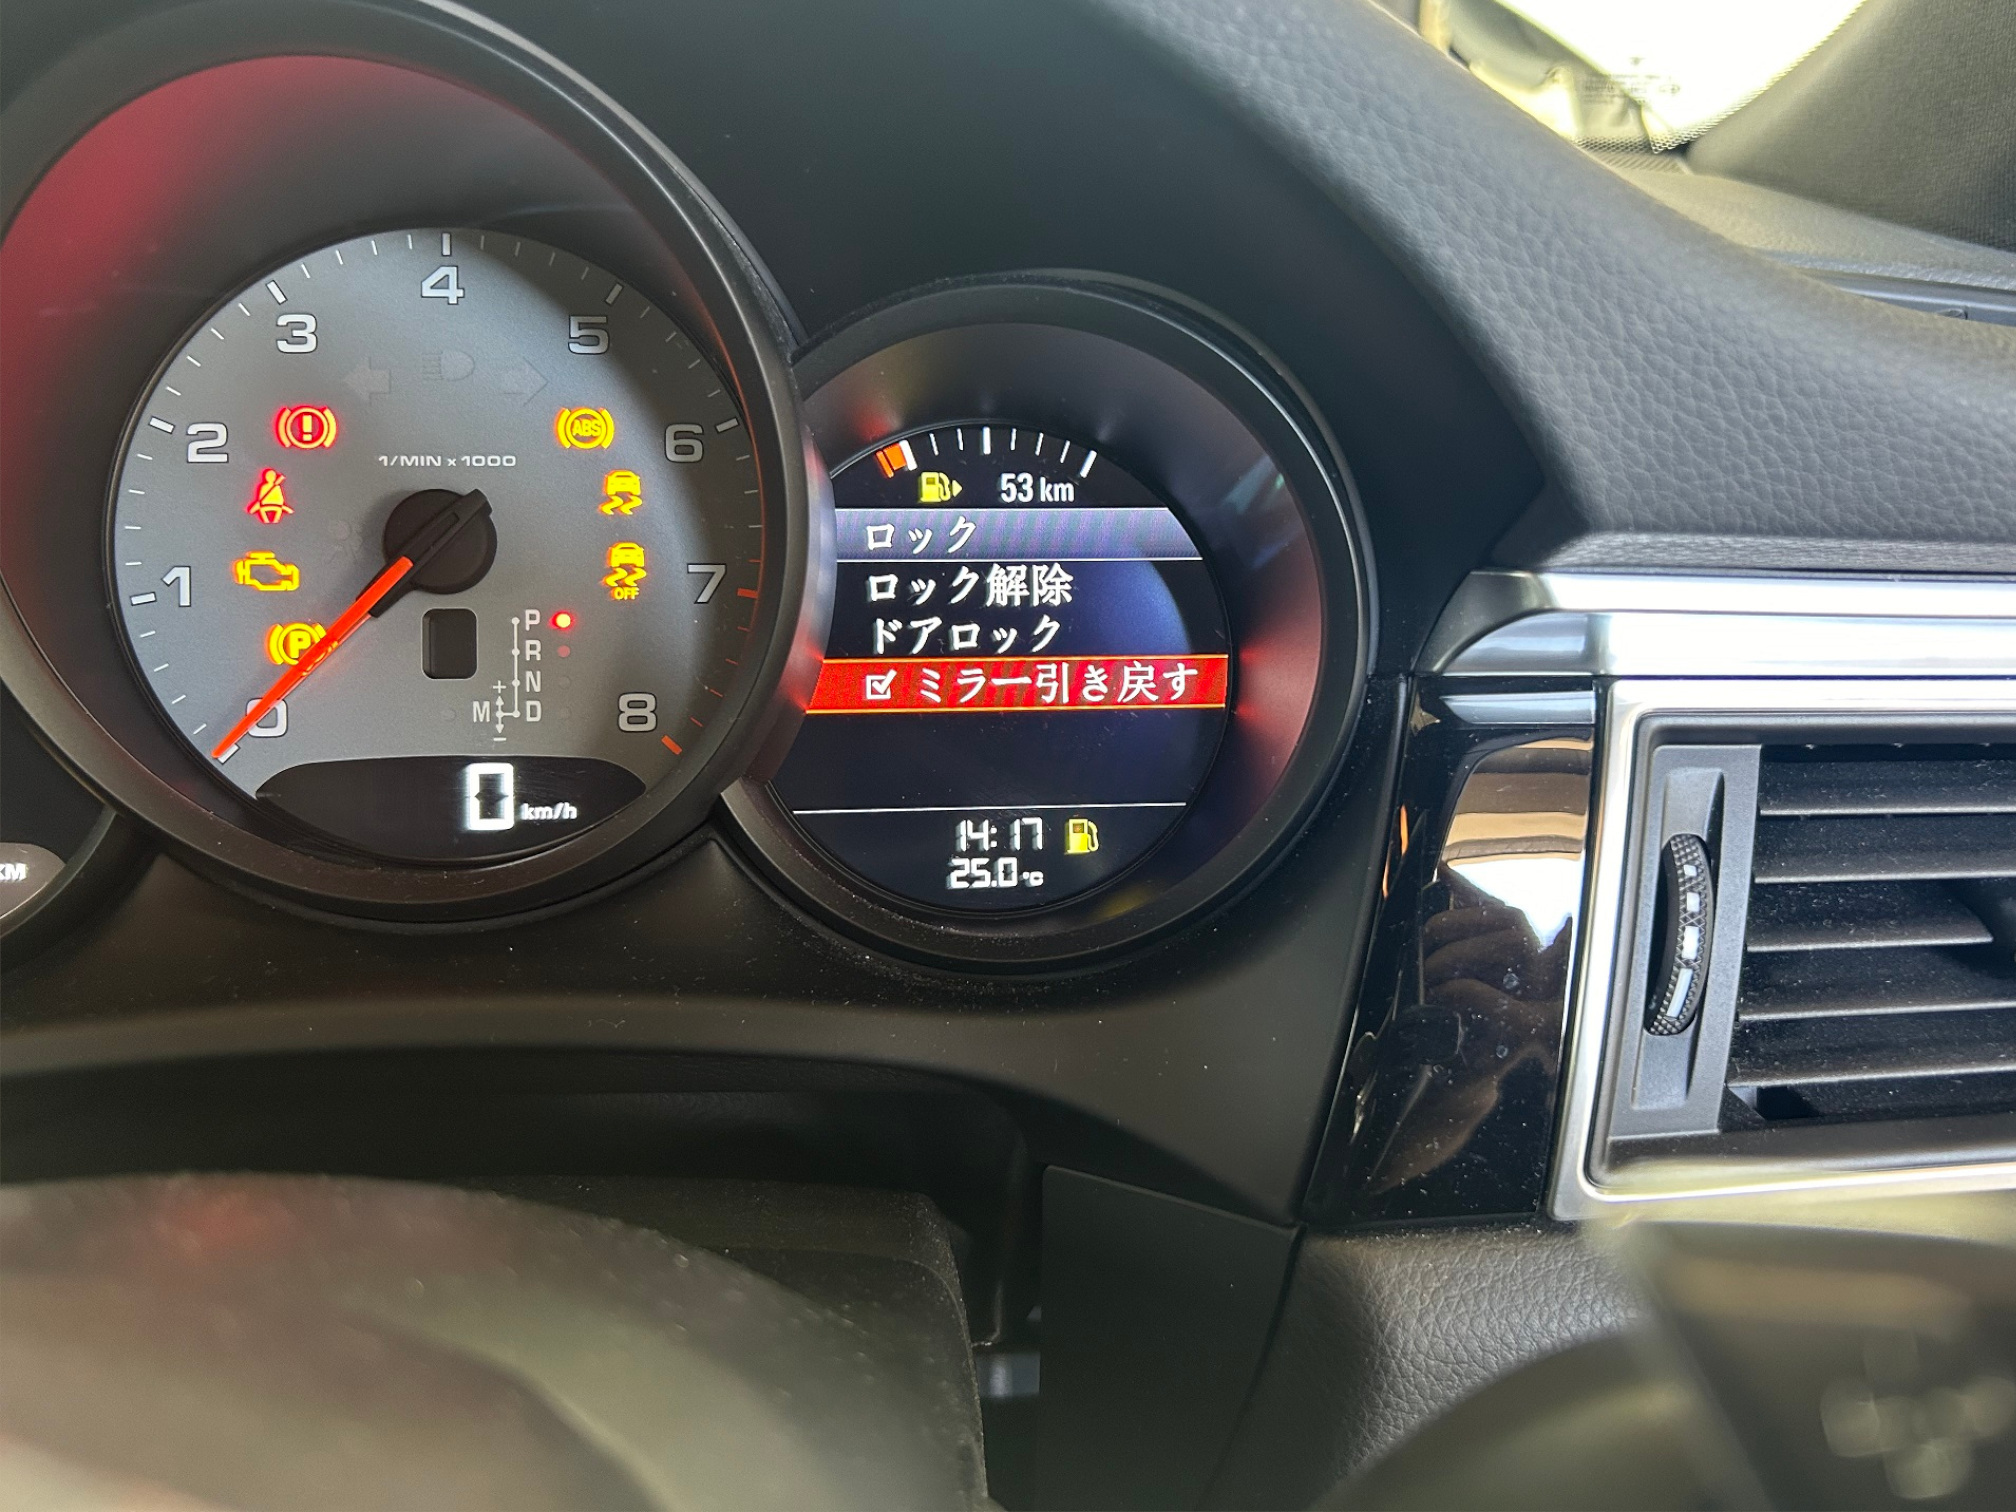 4
3
5
2
6
1/MIN x 1000
1
7
0
8
ABS
OFF
P
P
R
N
M
D
+
-
0 km/h
KM
53 km
ロック
ロック解除
ドアロック
ミラー引き戻す
14:17
25.0 °C